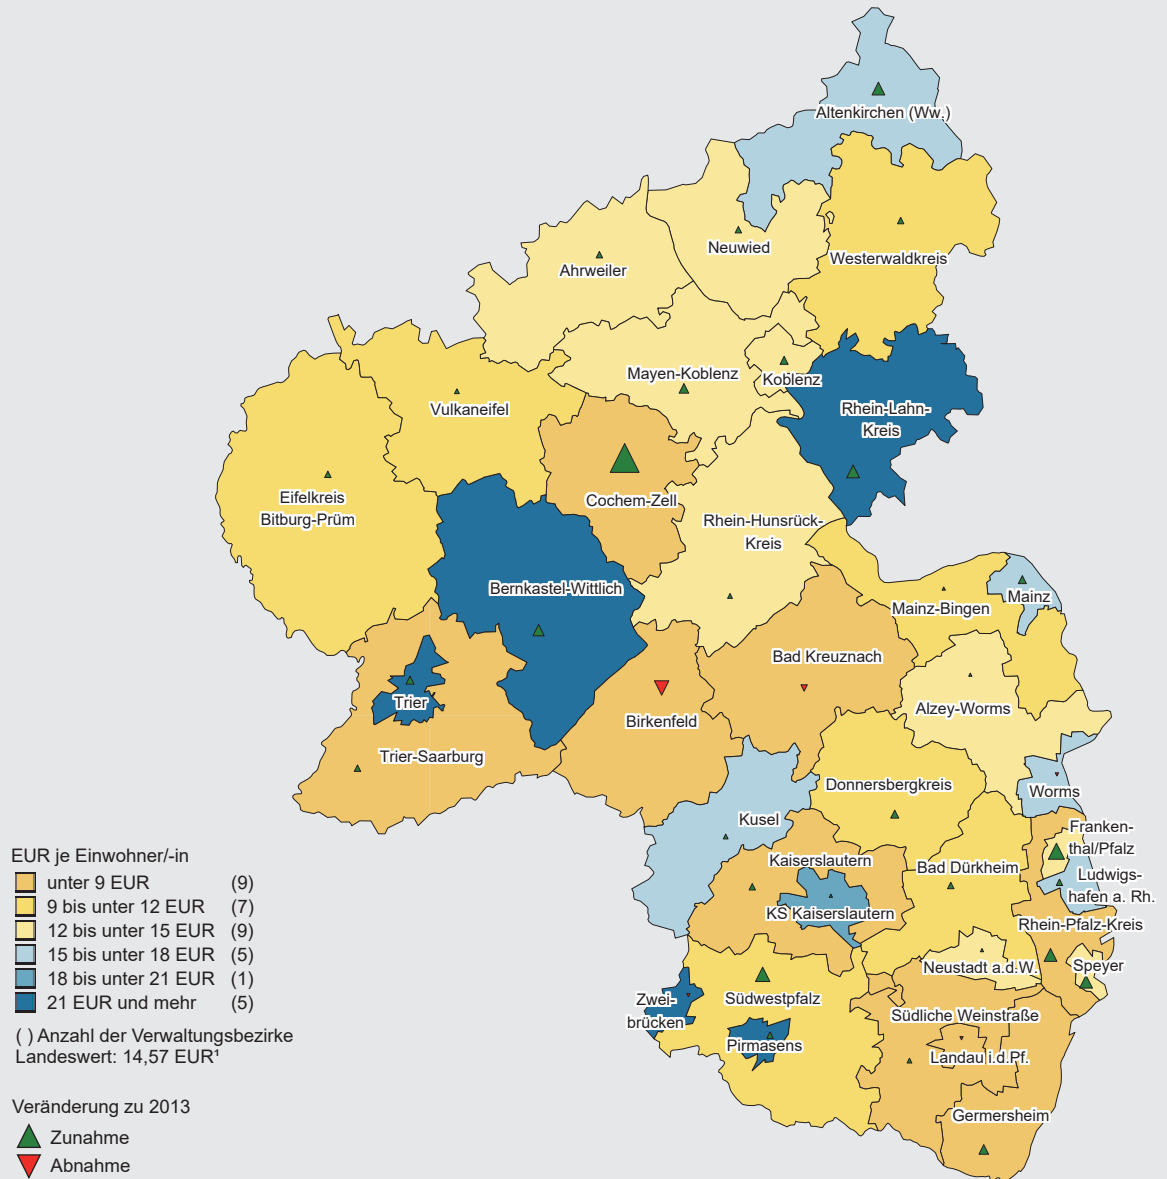 Altenkirchen (Ww.)
Neuwied
Westerwaldkreis
Ahrweiler
Mayen-Koblenz
Koblenz
Vulkaneifel
Rhein-Lahn-
Kreis
Eifelkreis
Bitburg-Prüm
Cochem-Zell
Rhein-Hunsrück-
Kreis
Bernkastel-Wittlich
Mainz
Mainz-Bingen
Bad Kreuznach
Trier
Birkenfeld
Alzey-Worms
Trier-Saarburg
Donnersbergkreis
Worms
Kusel
Franken-
thal/Pfalz
Kaiserslautern
Bad Dürkheim
Ludwigs-
hafen a. Rh.
KS Kaiserslautern
Rhein-Pfalz-Kreis
Neustadt a.d.W.
Speyer
Zwei-
brücken
Südwestpfalz
Südliche Weinstraße
Pirmasens
Landau i.d.Pf.
Germersheim
EUR je Einwohner/-in
unter 9 EUR (9)
9 bis unter 12 EUR (7)
12 bis unter 15 EUR (9)
15 bis unter 18 EUR (5)
18 bis unter 21 EUR (1)
21 EUR und mehr (5)
( ) Anzahl der Verwaltungsbezirke
Landeswert: 14,57 EUR¹
Veränderung zu 2013
Zunahme
Abnahme